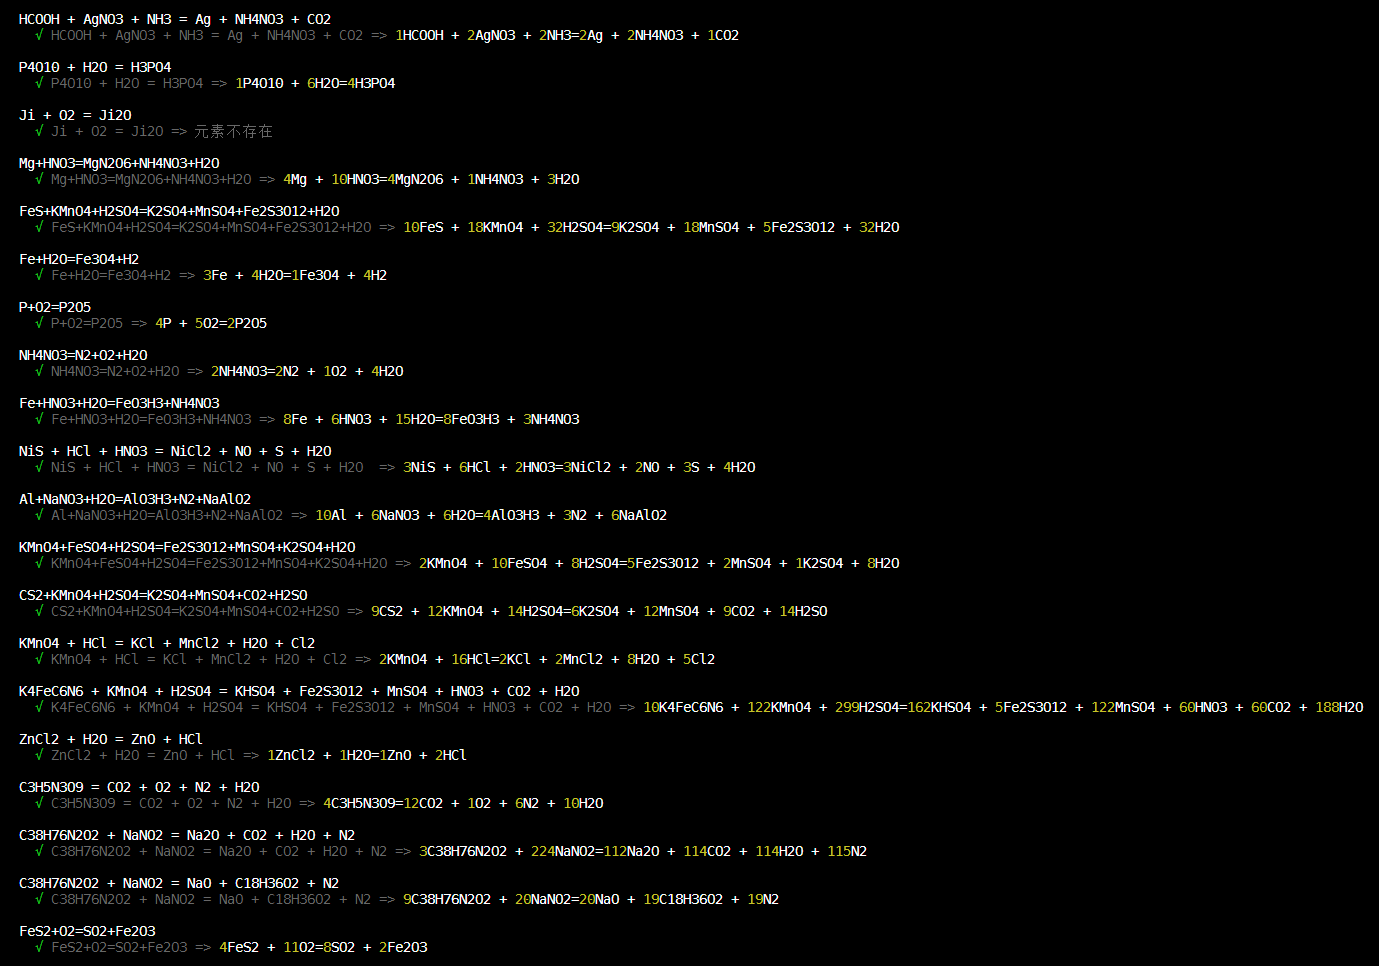 HCOOH + AgNO3 + NH3 = Ag + NH4NO3 + CO2
√ HCOOH + AgNO3 + NH3 = Ag + NH4NO3 + CO2 => 1HCOOH + 2AgNO3 + 2NH3=2Ag + 2NH4NO3 + 1CO2
P4O10 + H2O = H3PO4
√ P4O10 + H2O = H3PO4 => 1P4O10 + 6H2O=4H3PO4
Ji + O2 = Ji2O
√ Ji + O2 = Ji2O => 元素不存在
Mg+HNO3=MgN2O6+NH4NO3+H2O
√ Mg+HNO3=MgN2O6+NH4NO3+H2O => 4Mg + 10HNO3=4MgN2O6 + 1NH4NO3 + 3H2O
FeS+KMnO4+H2SO4=K2SO4+MnSO4+Fe2S3O12+H2O
√ FeS+KMnO4+H2SO4=K2SO4+MnSO4+Fe2S3O12+H2O => 10FeS + 18KMnO4 + 32H2SO4=9K2SO4 + 18MnSO4 + 5Fe2S3O12 + 32H2O
Fe+H2O=Fe3O4+H2
√ Fe+H2O=Fe3O4+H2 => 3Fe + 4H2O=1Fe3O4 + 4H2
P+O2=P2O5
√ P+O2=P2O5 => 4P + 5O2=2P2O5
NH4NO3=N2+O2+H2O
√ NH4NO3=N2+O2+H2O => 2NH4NO3=2N2 + 1O2 + 4H2O
Fe+HNO3+H2O=FeO3H3+NH4NO3
√ Fe+HNO3+H2O=FeO3H3+NH4NO3 => 8Fe + 6HNO3 + 15H2O=8FeO3H3 + 3NH4NO3
NiS + HCl + HNO3 = NiCl2 + NO + S + H2O
√ NiS + HCl + HNO3 = NiCl2 + NO + S + H2O  => 3NiS + 6HCl + 2HNO3=3NiCl2 + 2NO + 3S + 4H2O
Al+NaNO3+H2O=AlO3H3+N2+NaAlO2
√ Al+NaNO3+H2O=AlO3H3+N2+NaAlO2 => 10Al + 6NaNO3 + 6H2O=4AlO3H3 + 3N2 + 6NaAlO2
KMnO4+FeSO4+H2SO4=Fe2S3O12+MnSO4+K2SO4+H2O
√ KMnO4+FeSO4+H2SO4=Fe2S3O12+MnSO4+K2SO4+H2O => 2KMnO4 + 10FeSO4 + 8H2SO4=5Fe2S3O12 + 2MnSO4 + 1K2SO4 + 8H2O
CS2+KMnO4+H2SO4=K2SO4+MnSO4+CO2+H2SO
√ CS2+KMnO4+H2SO4=K2SO4+MnSO4+CO2+H2SO => 9CS2 + 12KMnO4 + 14H2SO4=6K2SO4 + 12MnSO4 + 9CO2 + 14H2SO
KMnO4 + HCl = KCl + MnCl2 + H2O + Cl2
√ KMnO4 + HCl = KCl + MnCl2 + H2O + Cl2 => 2KMnO4 + 16HCl=2KCl + 2MnCl2 + 8H2O + 5Cl2
K4FeC6N6 + KMnO4 + H2SO4 = KHSO4 + Fe2S3O12 + MnSO4 + HNO3 + CO2 + H2O
√ K4FeC6N6 + KMnO4 + H2SO4 = KHSO4 + Fe2S3O12 + MnSO4 + HNO3 + CO2 + H2O => 10K4FeC6N6 + 122KMnO4 + 299H2SO4=162KHSO4 + 5Fe2S3O12 + 122MnSO4 + 60HNO3 + 60CO2 + 188H2O
ZnCl2 + H2O = ZnO + HCl
√ ZnCl2 + H2O = ZnO + HCl => 1ZnCl2 + 1H2O=1ZnO + 2HCl
C3H5N3O9 = CO2 + O2 + N2 + H2O
√ C3H5N3O9 = CO2 + O2 + N2 + H2O => 4C3H5N3O9=12CO2 + 1O2 + 6N2 + 10H2O
C38H76N2O2 + NaNO2 = Na2O + CO2 + H2O + N2
√ C38H76N2O2 + NaNO2 = Na2O + CO2 + H2O + N2 => 3C38H76N2O2 + 224NaNO2=112Na2O + 114CO2 + 114H2O + 115N2
C38H76N2O2 + NaNO2 = NaO + C18H36O2 + N2
√ C38H76N2O2 + NaNO2 = NaO + C18H36O2 + N2 => 9C38H76N2O2 + 20NaNO2=20NaO + 19C18H36O2 + 19N2
FeS2+O2=SO2+Fe2O3
√ FeS2+O2=SO2+Fe2O3 => 4FeS2 + 11O2=8SO2 + 2Fe2O3